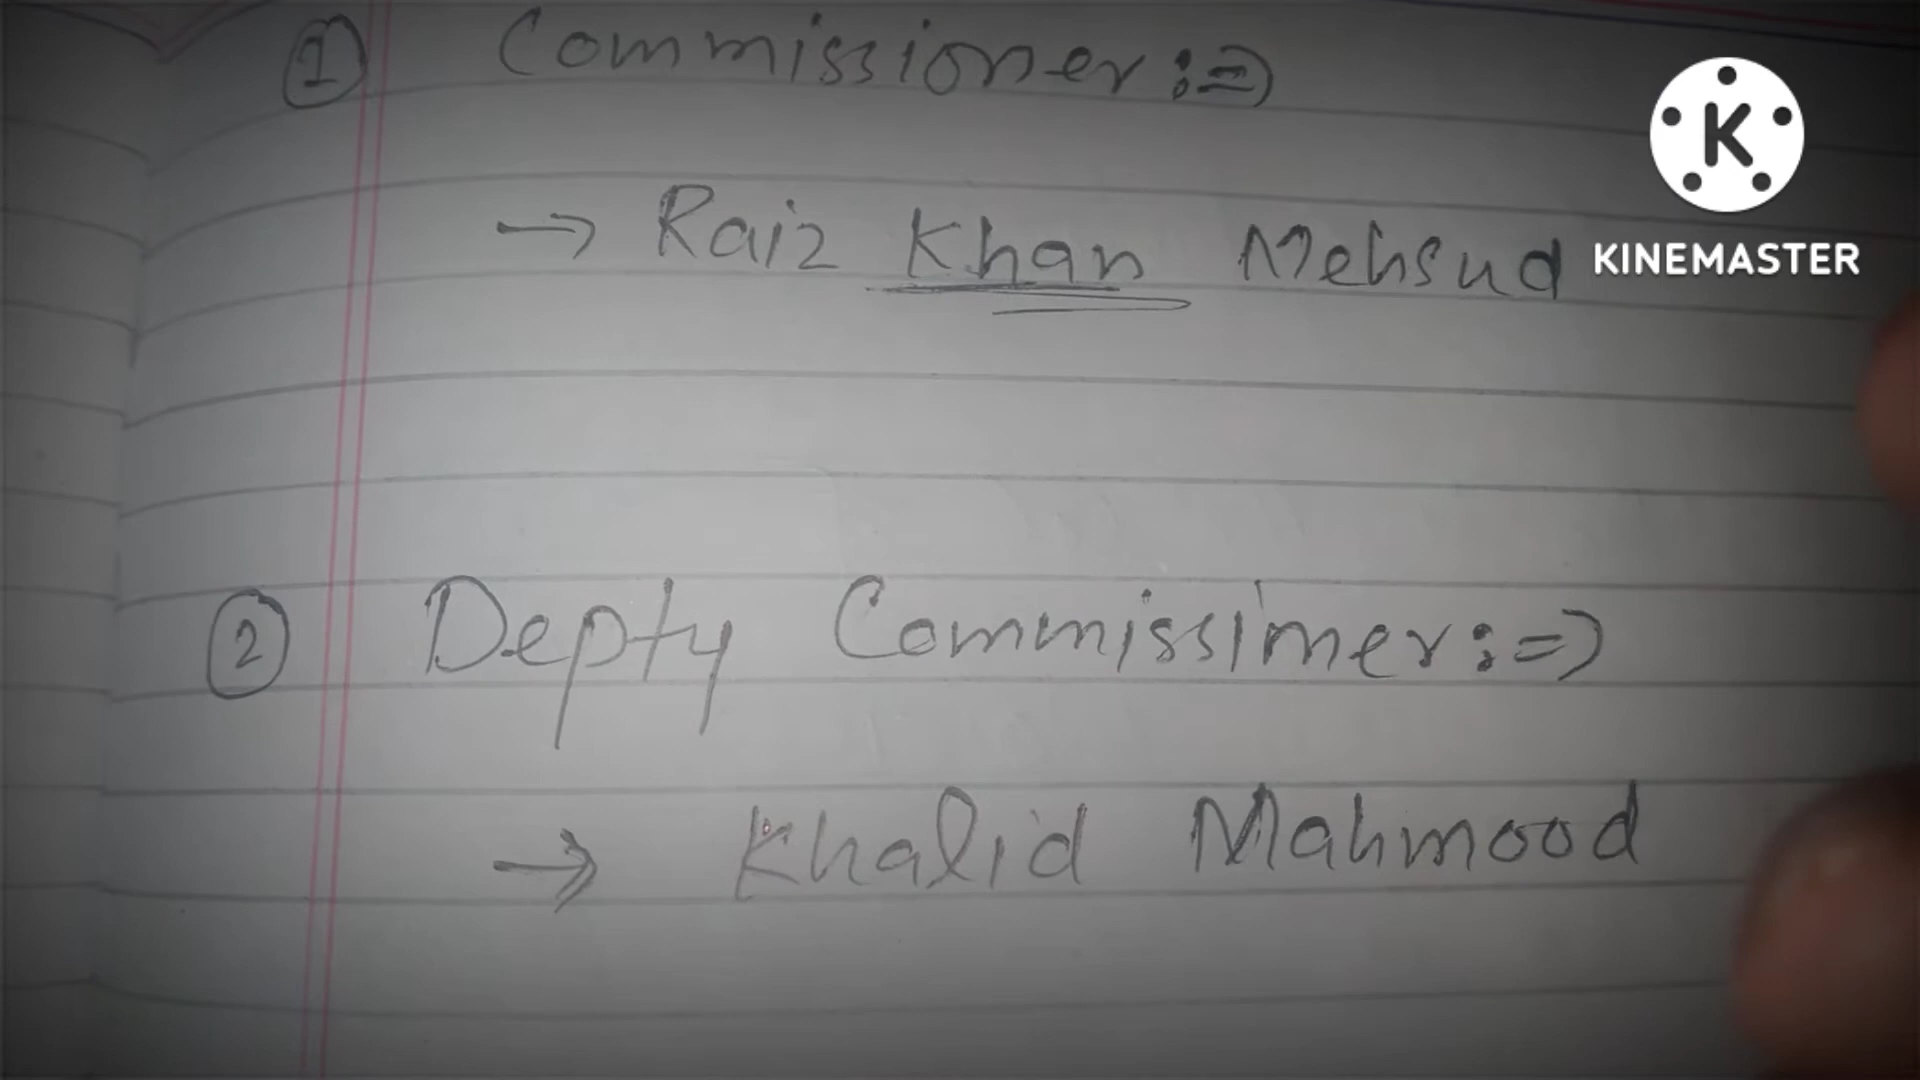 1 Commissioner :=>
→ Raiz Khan Mehsud
K
KINEMASTER
2 Depty Commissimer :=>
→ Khalid Mahmood